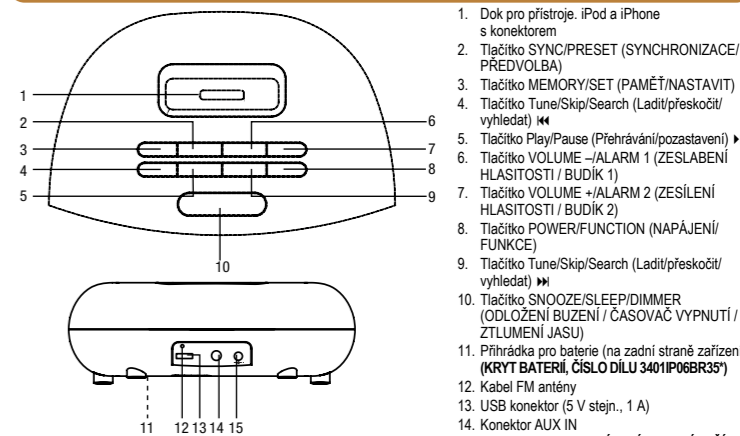 1. Dok pro přístroje. iPod a iPhone
s konektorem
2. Tlačítko SYNC/PRESET (SYNCHRONIZACE/
PŘEDVOLBA)
3. Tlačítko MEMORY/SET (PAMĚŤ/NASTAVIT)
4. Tlačítko Tune/Skip/Search (Ladit/přeskočit/
vyhledat) ⏮
5. Tlačítko Play/Pause (Přehrávání/pozastavení)
6. Tlačítko VOLUME –/ALARM 1 (ZESLABENÍ
HLASITOSTI / BUDÍK 1)
7. Tlačítko VOLUME +/ALARM 2 (ZESÍLENÍ
HLASITOSTI / BUDÍK 2)
8. Tlačítko POWER/FUNCTION (NAPÁJENÍ/
FUNKCE)
9. Tlačítko Tune/Skip/Search (Ladit/přeskočit/
vyhledat) ⏭
10. Tlačítko SNOOZE/SLEEP/DIMMER
(ODLOŽENÍ BUZENÍ / ČASOVAČ VYPNUTÍ /
ZTLUMENÍ JASU)
11. Přihrádka pro baterie (na zadní straně zařízení
(KRYT BATERIÍ, ČÍSLO DÍLU 3401IP06BR35*)
12. Kabel FM antény
13. USB konektor (5 V stejn., 1 A)
14. Konektor AUX IN
1
2
3
4
5
6
7
8
9
10
11
12 13 14 15